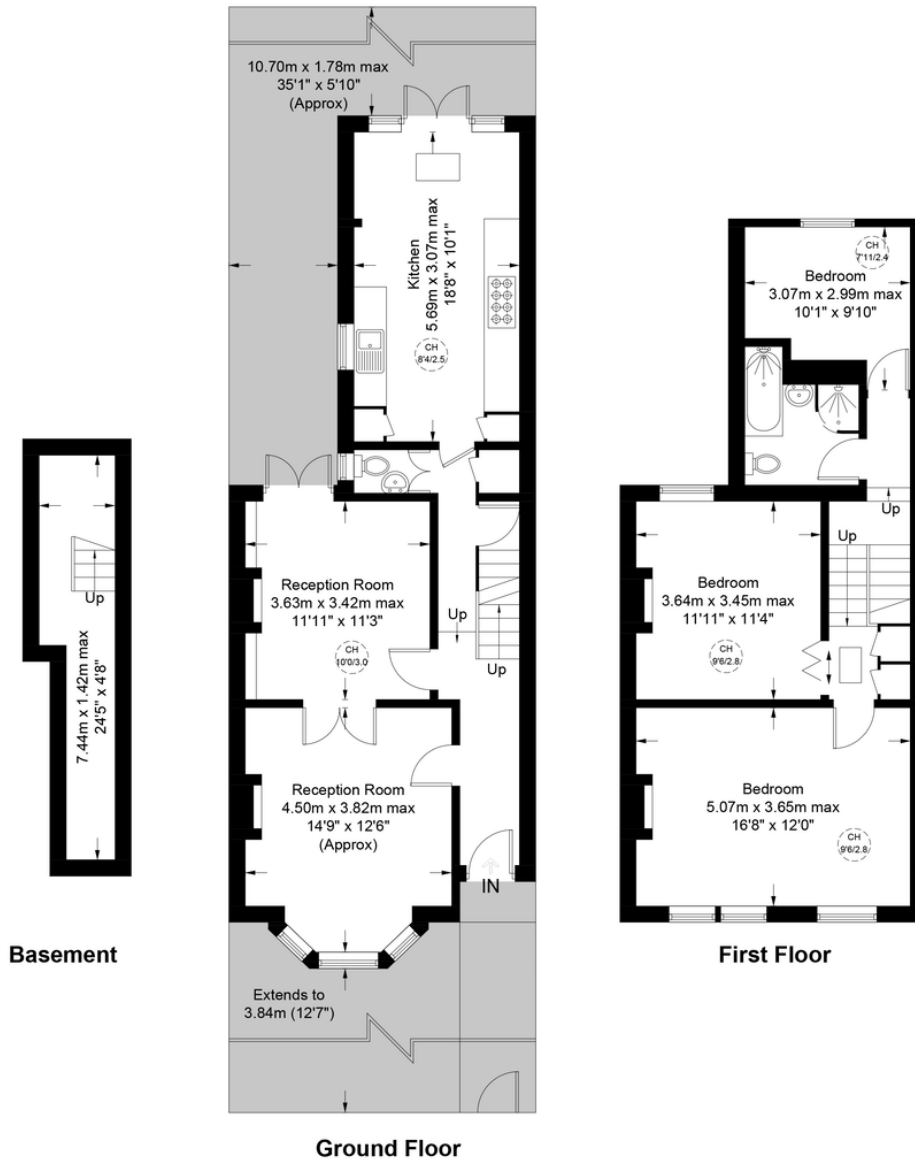 10.70m x 1.78m max
35'1" x 5'10"
(Approx)
Kitchen
5.69m x 3.07m max
18'8" x 10'1"
CH
8'4/2.5
Reception Room
3.63m x 3.42m max
11'11" x 11'3"
CH
10'0/3.0
Up
Up
Reception Room
4.50m x 3.82m max
14'9" x 12'6"
(Approx)
IN
Extends to
3.84m (12'7")
Ground Floor
Up
7.44m x 1.42m max
24'5" x 4'8"
Basement
CH
7'11/2.4
Bedroom
3.07m x 2.99m max
10'1" x 9'10"
Up
Up
Bedroom
3.64m x 3.45m max
11'11" x 11'4"
CH
9'6/2.8
Bedroom
5.07m x 3.65m max
16'8" x 12'0"
CH
9'6/2.8
First Floor